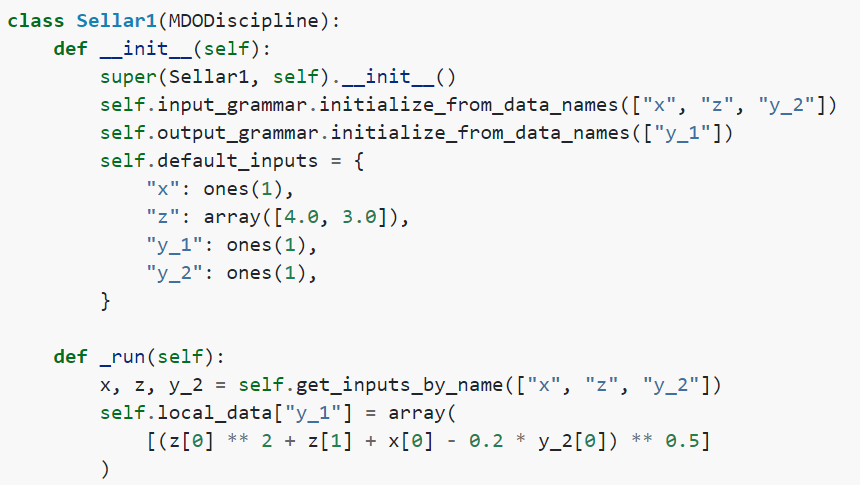 class Sellar1(MDODiscipline):
    def __init__(self):
        super(Sellar1, self).__init__()
        self.input_grammar.initialize_from_data_names(["x", "z", "y_2"])
        self.output_grammar.initialize_from_data_names(["y_1"])
        self.default_inputs = {
            "x": ones(1),
            "z": array([4.0, 3.0]),
            "y_1": ones(1),
            "y_2": ones(1),
        }

    def _run(self):
        x, z, y_2 = self.get_inputs_by_name(["x", "z", "y_2"])
        self.local_data["y_1"] = array(
            [(z[0] ** 2 + z[1] + x[0] - 0.2 * y_2[0]) ** 0.5]
        )